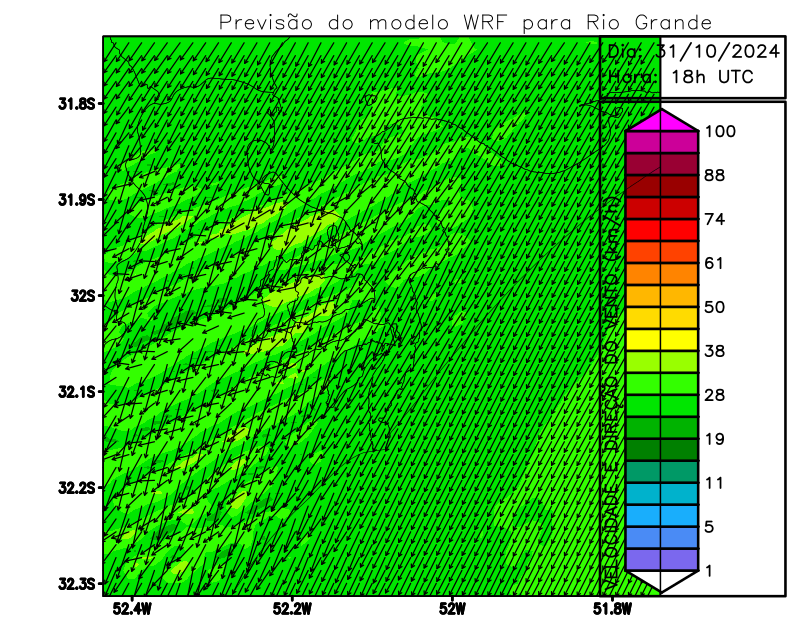 Previsão do modelo WRF para Rio Grande
Dia: 31/10/2024
Hora: 18h UTC
31.8S
31.9S
32S
32.1S
32.2S
32.3S
52.4W
52.2W
52W
51.8W
VELOCIDADE E DIREÇÃO DO VENTO (km/h)
100
88
74
61
50
38
28
19
11
5
1